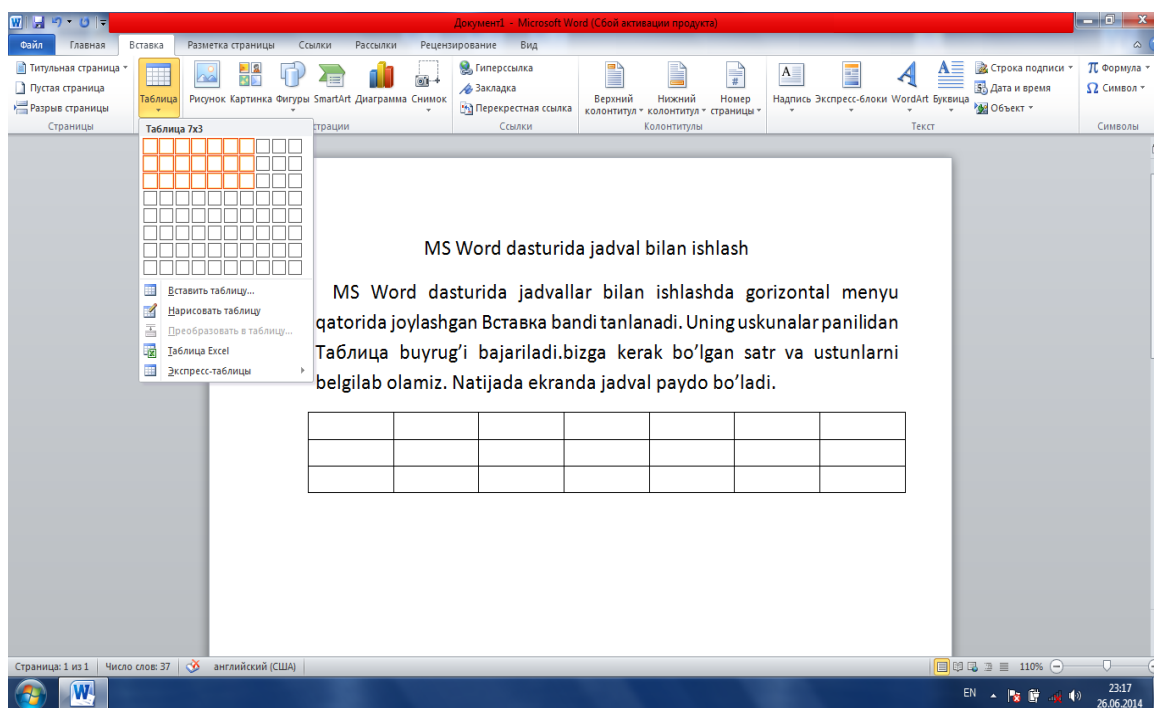 Документ1 - Microsoft Word (Сбой активации продукта)
Файл Главная Вставка Разметка страницы Ссылки Рассылки Рецензирование Вид
Титульная страница
Пустая страница
Разрыв страницы
Страницы
Таблица
Рисунок Картинка Фигуры SmartArt Диаграмма Снимок
трации
Гиперссылка
Закладка
Перекрестная ссылка
Ссылки
Верхний колонтитул
Нижний колонтитул
Номер страницы
Колонтитулы
Надпись Экспресс-блоки WordArt Буквица
Строка подписи
Дата и время
Объект
Текст
π Формула
Ω Символ
Символы
Таблица 7x3
Вставить таблицу...
Нарисовать таблицу
Преобразовать в таблицу...
Таблица Excel
Экспресс-таблицы
MS Word dasturida jadval bilan ishlash
MS Word dasturida jadvallar bilan ishlashda gorizontal menyu
qatorida joylashgan Вставка bandi tanlanadi. Uning uskunalar panilidan
Таблица buyrug’i bajariladi.bizga kerak bo’lgan satr va ustunlarni
belgilab olamiz. Natijada ekranda jadval paydo bo’ladi.
Страница: 1 из 1 Число слов: 37 английский (США) 110%
EN 23:17
26.06.2014